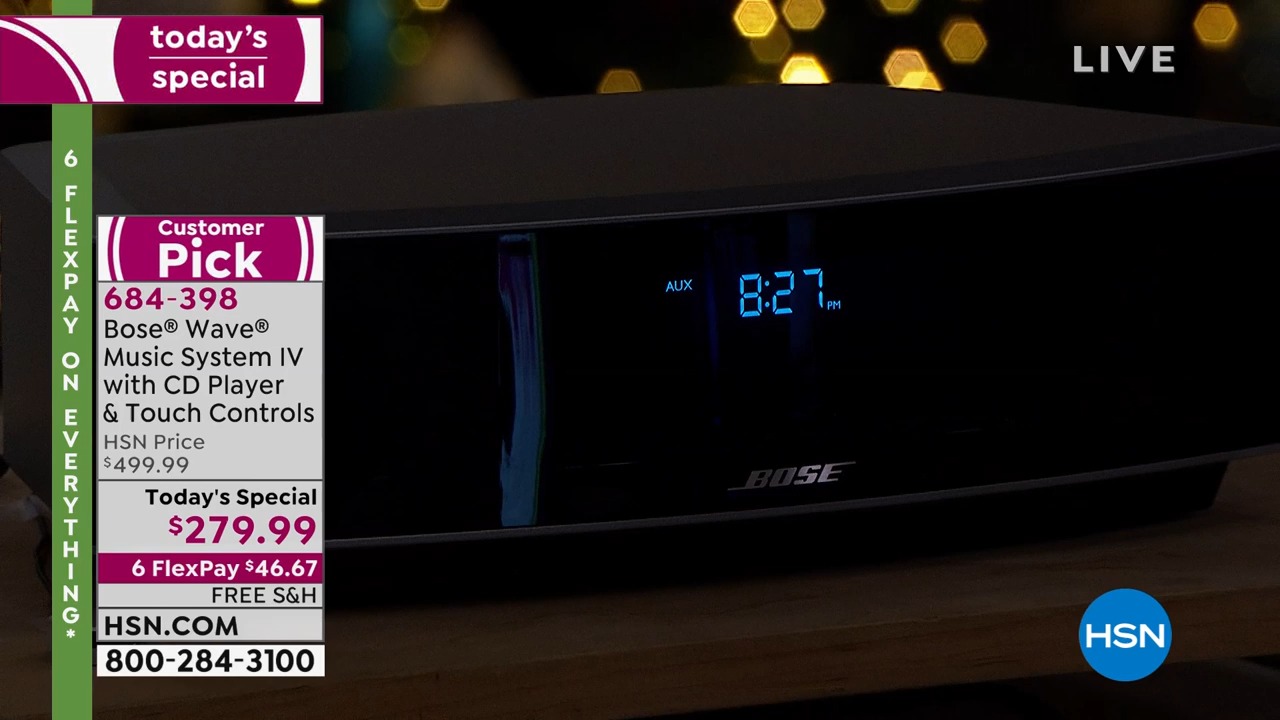 today's
special
LIVE
6 FLEXPAY ON EVERYTHING*
Customer
Pick
684-398
Bose® Wave®
Music System IV
with CD Player
& Touch Controls
HSN Price
$499.99
Today's Special
$279.99
6 FlexPay $46.67
FREE S&H
HSN.COM
800-284-3100
AUX 8:27 PM
BOSE
HSN